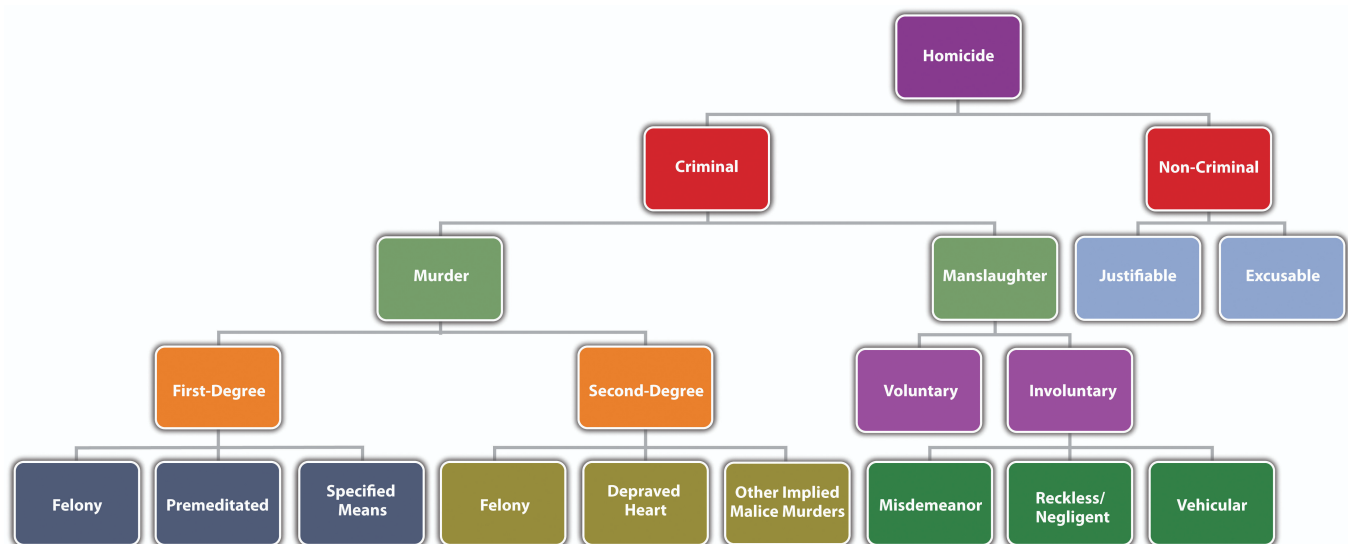 Homicide
Criminal
Non-Criminal
Murder
Manslaughter
Justifiable
Excusable
First-Degree
Second-Degree
Voluntary
Involuntary
Felony
Premeditated
Specified
Means
Felony
Depraved
Heart
Other Implied
Malice Murders
Misdemeanor
Reckless/
Negligent
Vehicular